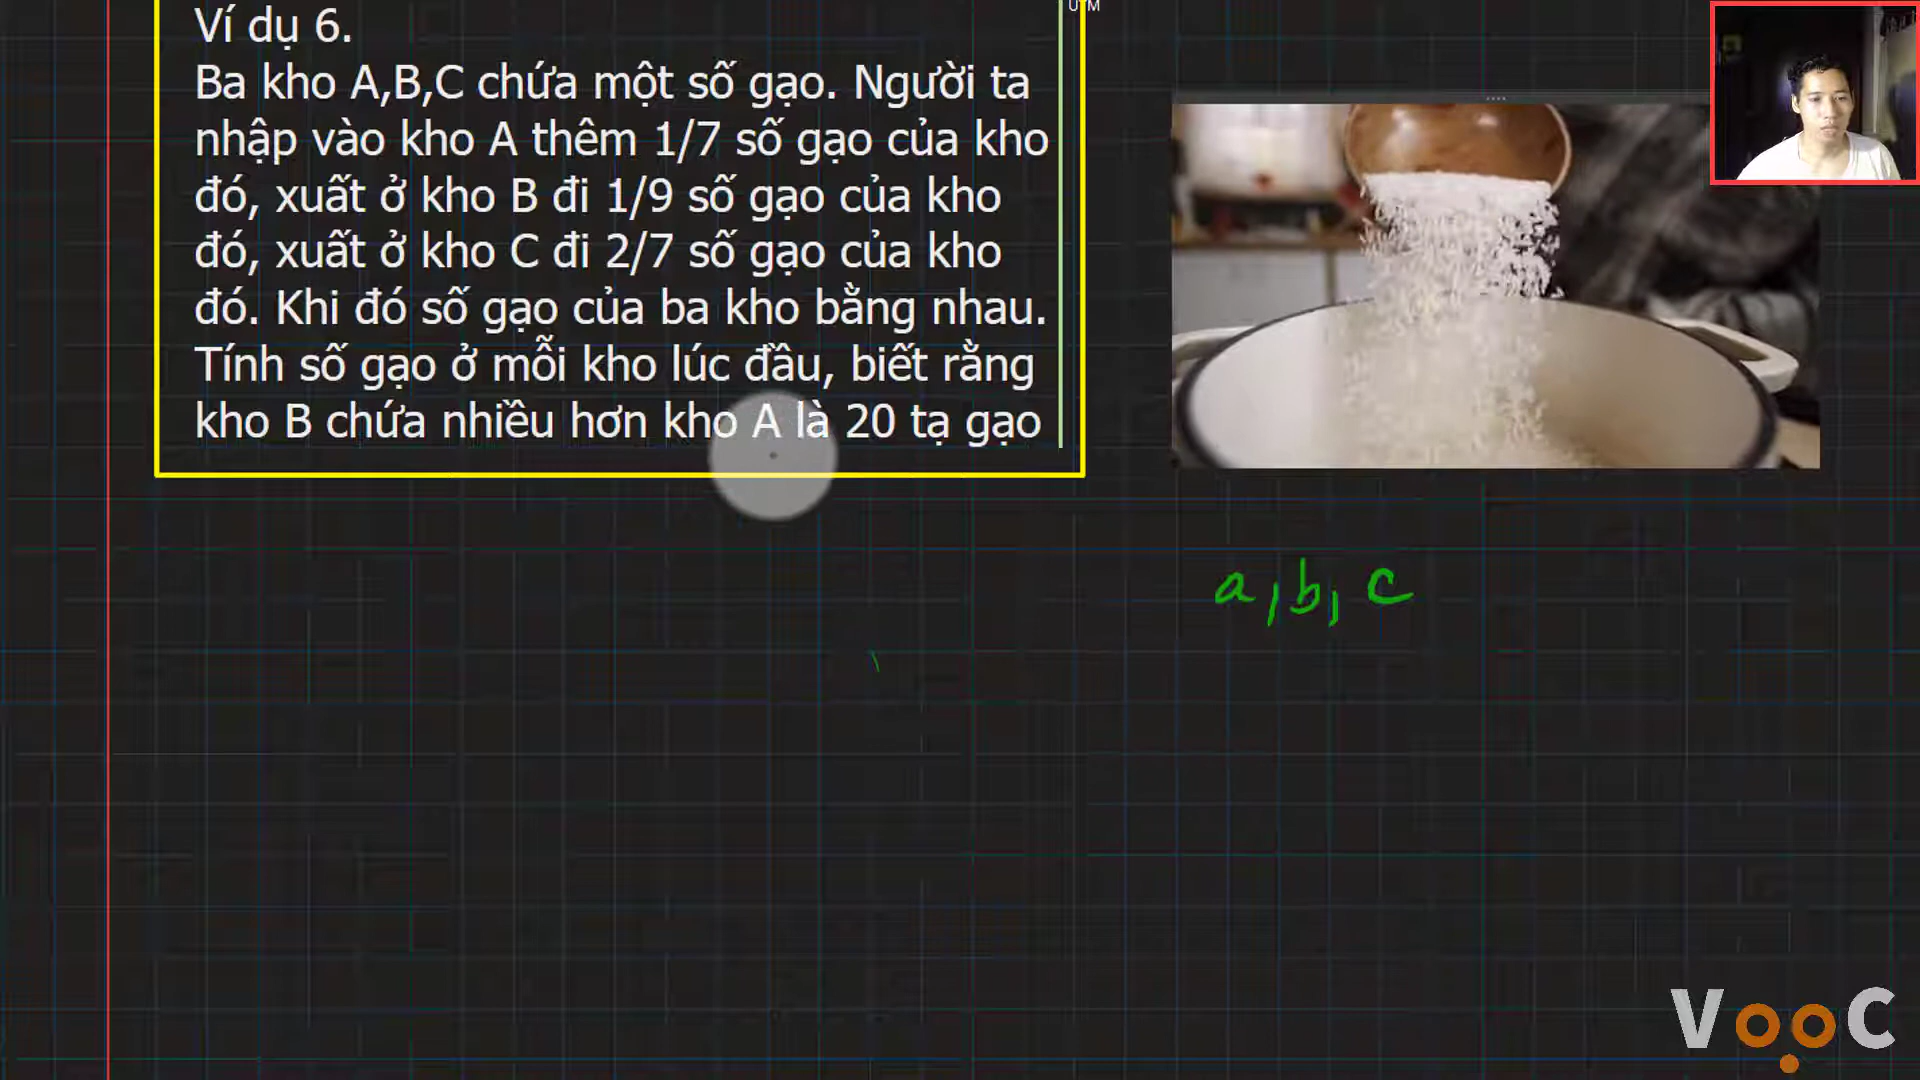 UTM
Ví dụ 6.
Ba kho A,B,C chứa một số gạo. Người ta
nhập vào kho A thêm 1/7 số gạo của kho
đó, xuất ở kho B đi 1/9 số gạo của kho
đó, xuất ở kho C đi 2/7 số gạo của kho
đó. Khi đó số gạo của ba kho bằng nhau.
Tính số gạo ở mỗi kho lúc đầu, biết rằng
kho B chứa nhiều hơn kho A là 20 tạ gạo
a, b, c
VooC